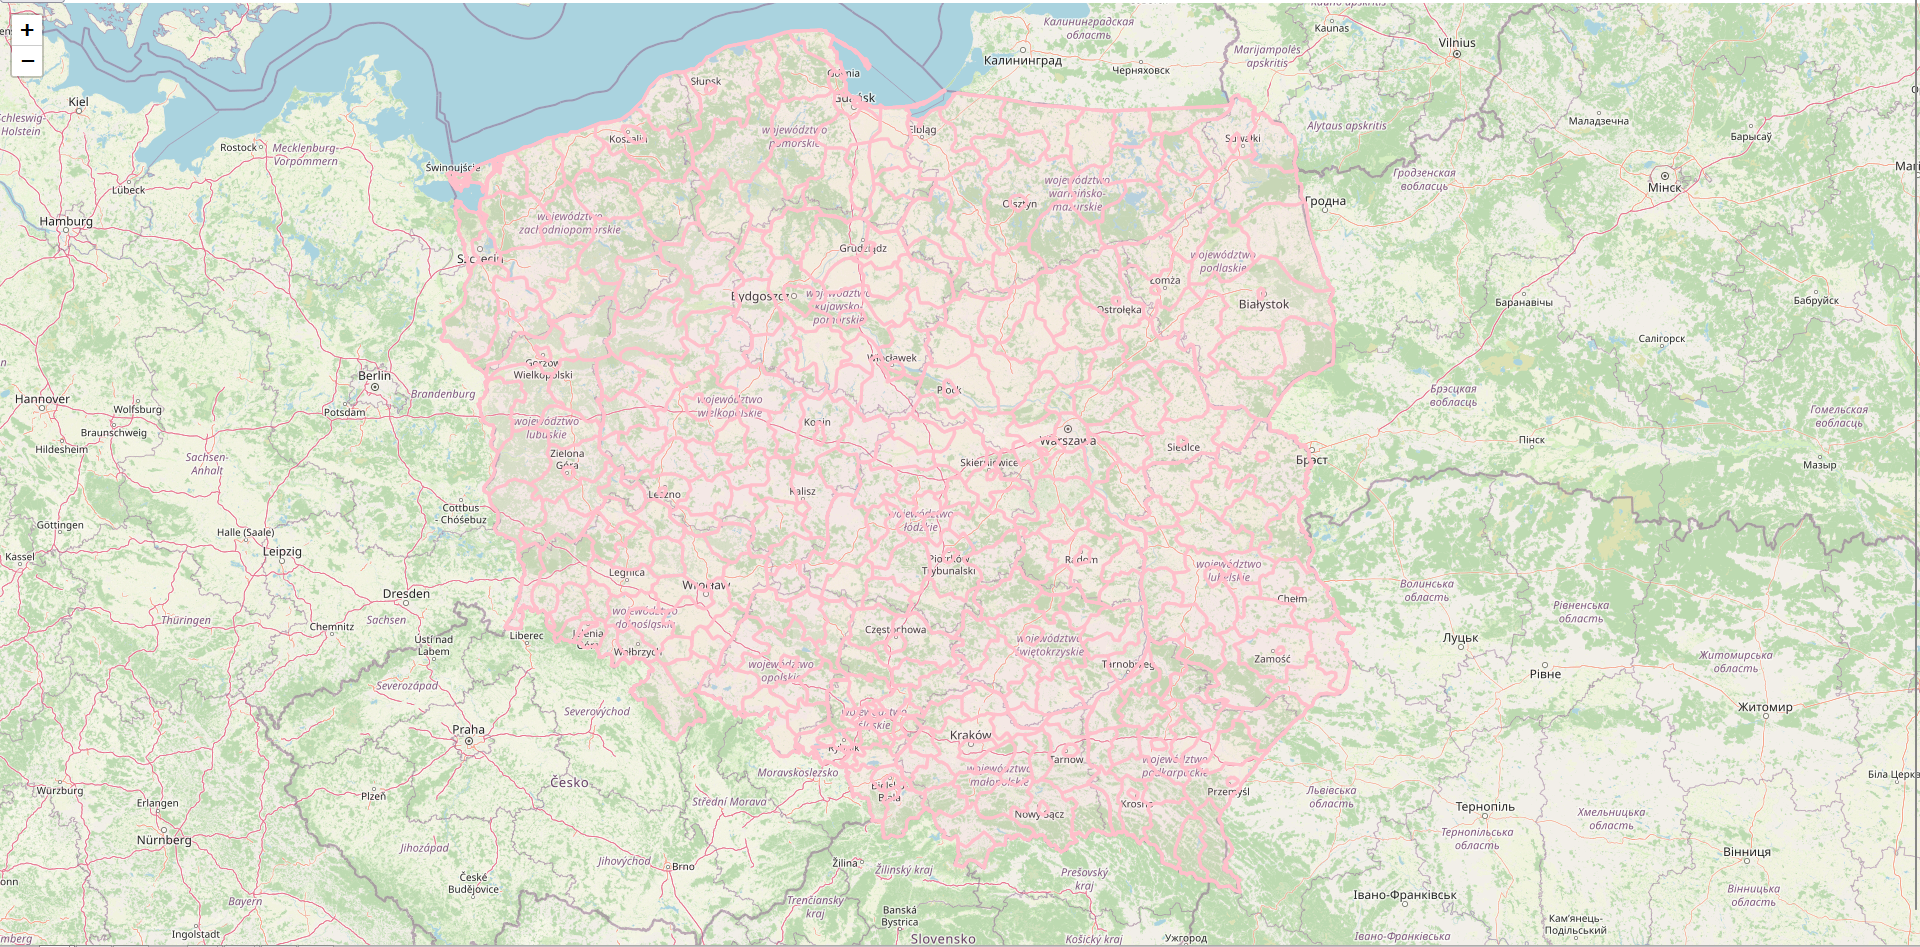 +
−
Kaunas
Vilnius
Калининградская
область
Калининград
Черняховск
Marijampolės
apskritis
Kiel
Schleswig
Holstein
Rostock
Mecklenburg
Vorpommern
Lübeck
Hamburg
Świnoujście
Słupsk
Gdynia
Gdańsk
Koszalin
województwo
pomorskie
Elbląg
Suwałki
Alytaus apskritis
Маладзечна
Барысаў
Мінск
Гродзенская
вобласць
Гродна
województwo
warmińsko-
mazurskie
Olsztyn
województwo
zachodniopomorskie
Szczecin
Grudziądz
województwo
podlaskie
Łomża
Bydgoszcz
województwo
kujawsko-
pomorskie
Ostrołęka
Białystok
Баранавічы
Бабруйск
Салігорск
Włocławek
Gorzów
Wielkopolski
Berlin
Potsdam
Brandenburg
Hannover
Wolfsburg
Braunschweig
Hildesheim
Płock
województwo
wielkopolskie
Konin
województwo
lubuskie
Warszawa
Siedlce
Брэсцкая
вобласць
Гомельская
вобласць
Пінск
Мазыр
Брэст
Sachsen-
Anhalt
Zielona
Góra
Skierniewice
Leszno
Kalisz
Cottbus
- Chóśebuz
województwo
łódzkie
Göttingen
Halle (Saale)
Leipzig
Kassel
Piotrków
Trybunalski
Radom
województwo
lubelskie
Legnica
Wrocław
Dresden
Chełm
Волинська
область
Рівненська
область
Thüringen
Chemnitz
Sachsen
województwo
dolnośląskie
Częstochowa
Liberec
Jelenia
Góra
Ústí nad
Labem
Wałbrzych
województwo
świętokrzyskie
Луцьк
Житомирська
область
województwo
opolskie
Tarnobrzeg
Zamość
Рівне
Severozápad
Severovýchod
województwo
śląskie
Житомир
Praha
Kraków
Rybnik
Tarnów
województwo
małopolskie
województwo
podkarpackie
Moravskoslezsko
Česko
Bielsko-
Biała
Würzburg
Erlangen
Plzeň
Střední Morava
Krosno
Przemyśl
Львівська
область
Біла Церква
Nowy Sącz
Тернопіль
Хмельницька
область
Nürnberg
Jihozápad
Тернопільська
область
Jihovýchod
Brno
Žilina
Žilinský kraj
Prešovský
kraj
Вінниця
České
Budějovice
Вінницька
область
Bayern
Trenčiansky
kraj
Івано-Франківськ
Banská
Bystrica
Кам'янець-
Подільський
Ingolstadt
Slovensko
Košický kraj
Ужгород
Івано-Франківська